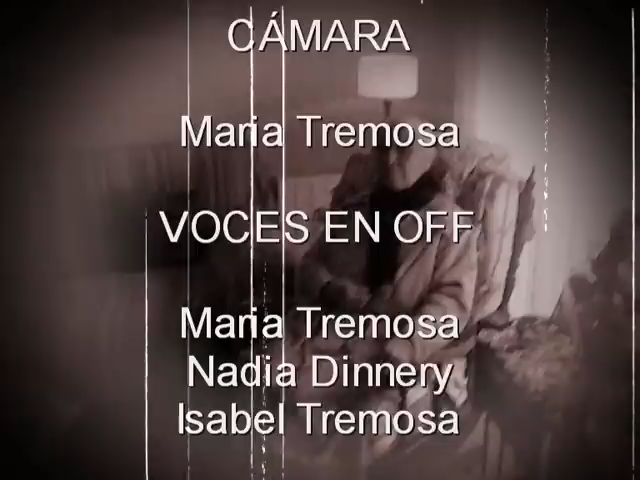 CÁMARA
Maria Tremosa
VOCES EN OFF
Maria Tremosa
Nadia Dinnery
Isabel Tremosa